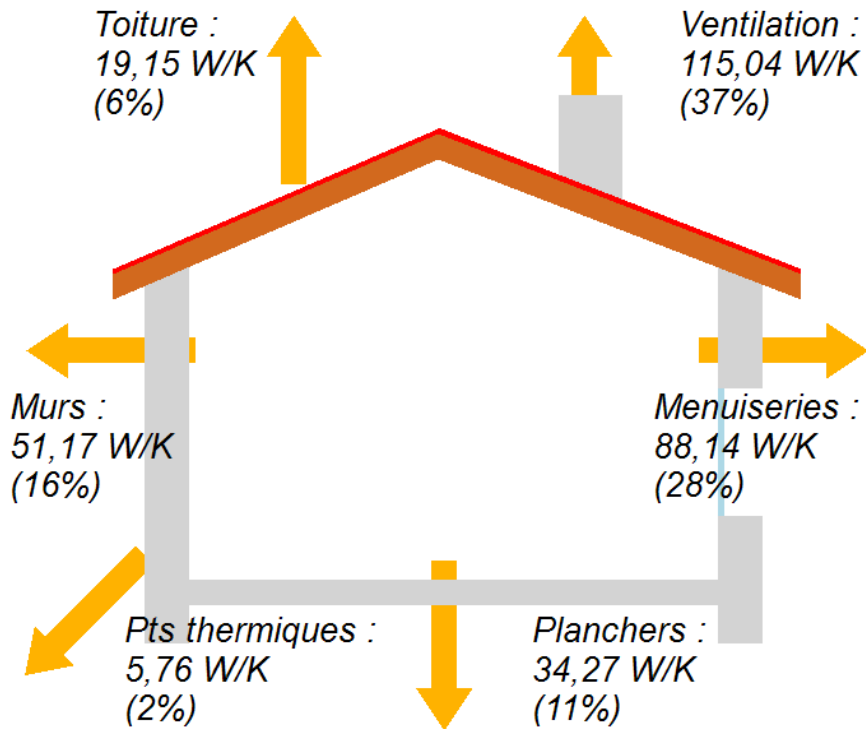 Toiture :
19,15 W/K
(6%)
Ventilation :
115,04 W/K
(37%)
Murs :
51,17 W/K
(16%)
Menuiseries :
88,14 W/K
(28%)
Pts thermiques :
5,76 W/K
(2%)
Planchers :
34,27 W/K
(11%)